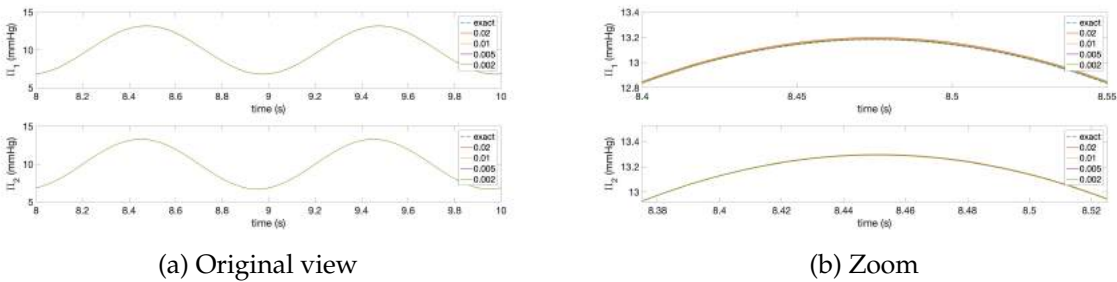 15
10
5
Π1 (mmHg)
8 8.2 8.4 8.6 8.8 9 9.2 9.4 9.6 9.8 10
time (s)
exact
0.02
0.01
0.005
0.002
13.4
13.2
13
12.8
Π1 (mmHg)
8.4 8.45 8.5 8.55
time (s)
exact
0.02
0.01
0.005
0.002
15
10
5
Π2 (mmHg)
8 8.2 8.4 8.6 8.8 9 9.2 9.4 9.6 9.8 10
time (s)
exact
0.02
0.01
0.005
0.002
13.4
13.2
13
Π2 (mmHg)
8.38 8.4 8.42 8.44 8.46 8.48 8.5 8.52
time (s)
exact
0.02
0.01
0.005
0.002
(a) Original view
(b) Zoom